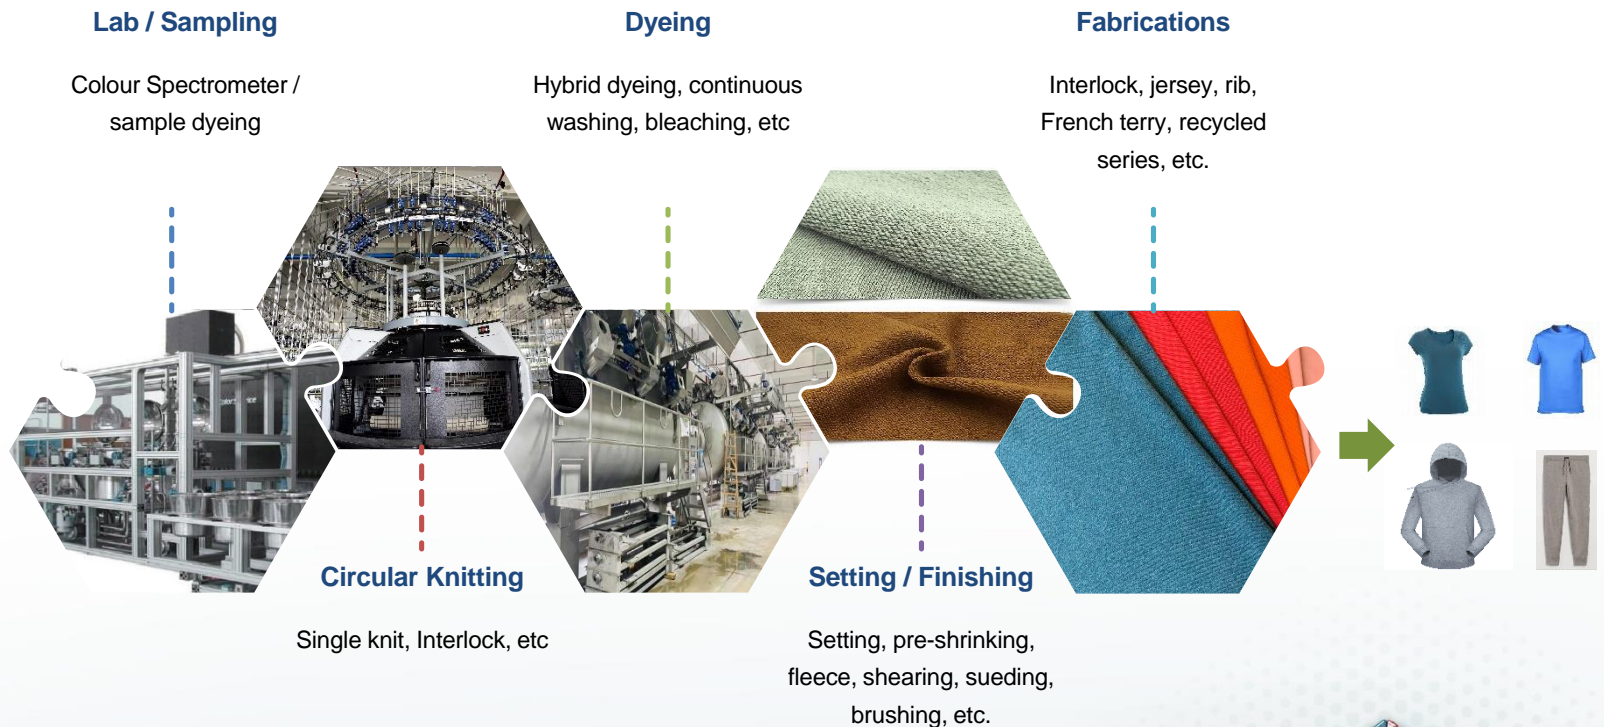 Lab / Sampling
Colour Spectrometer /
sample dyeing
Dyeing
Hybrid dyeing, continuous
washing, bleaching, etc
Fabrications
Interlock, jersey, rib,
French terry, recycled
series, etc.
Circular Knitting
Single knit, Interlock, etc
Setting / Finishing
Setting, pre-shrinking,
fleece, shearing, sueding,
brushing, etc.